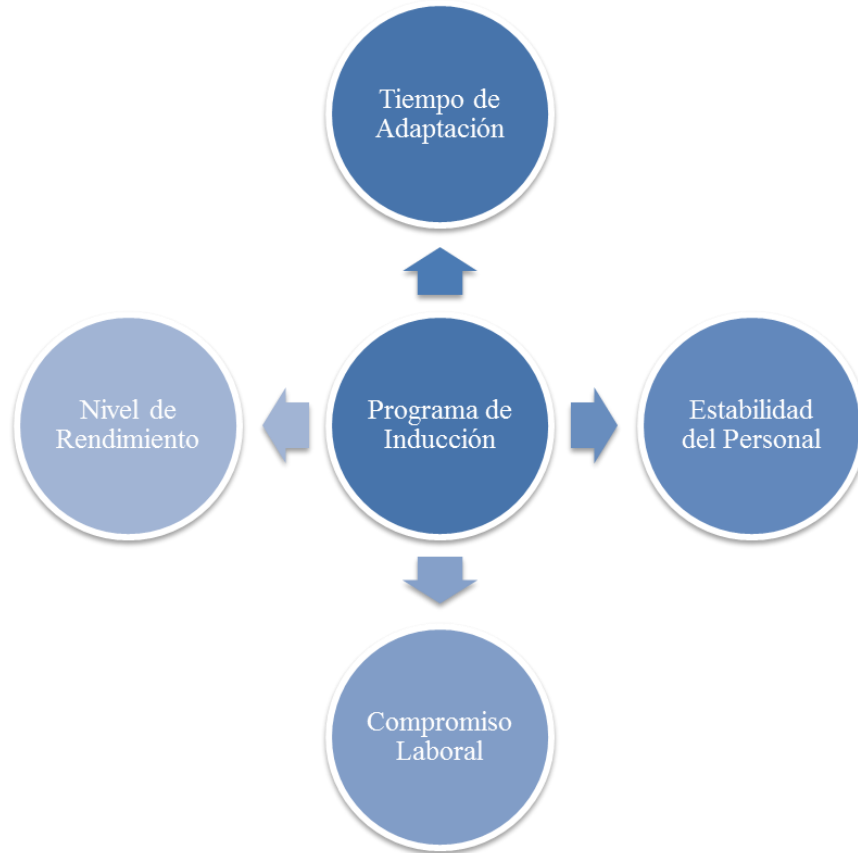 Tiempo de
Adaptación
Nivel de
Rendimiento
Programa de
Inducción
Estabilidad
del Personal
Compromiso
Laboral